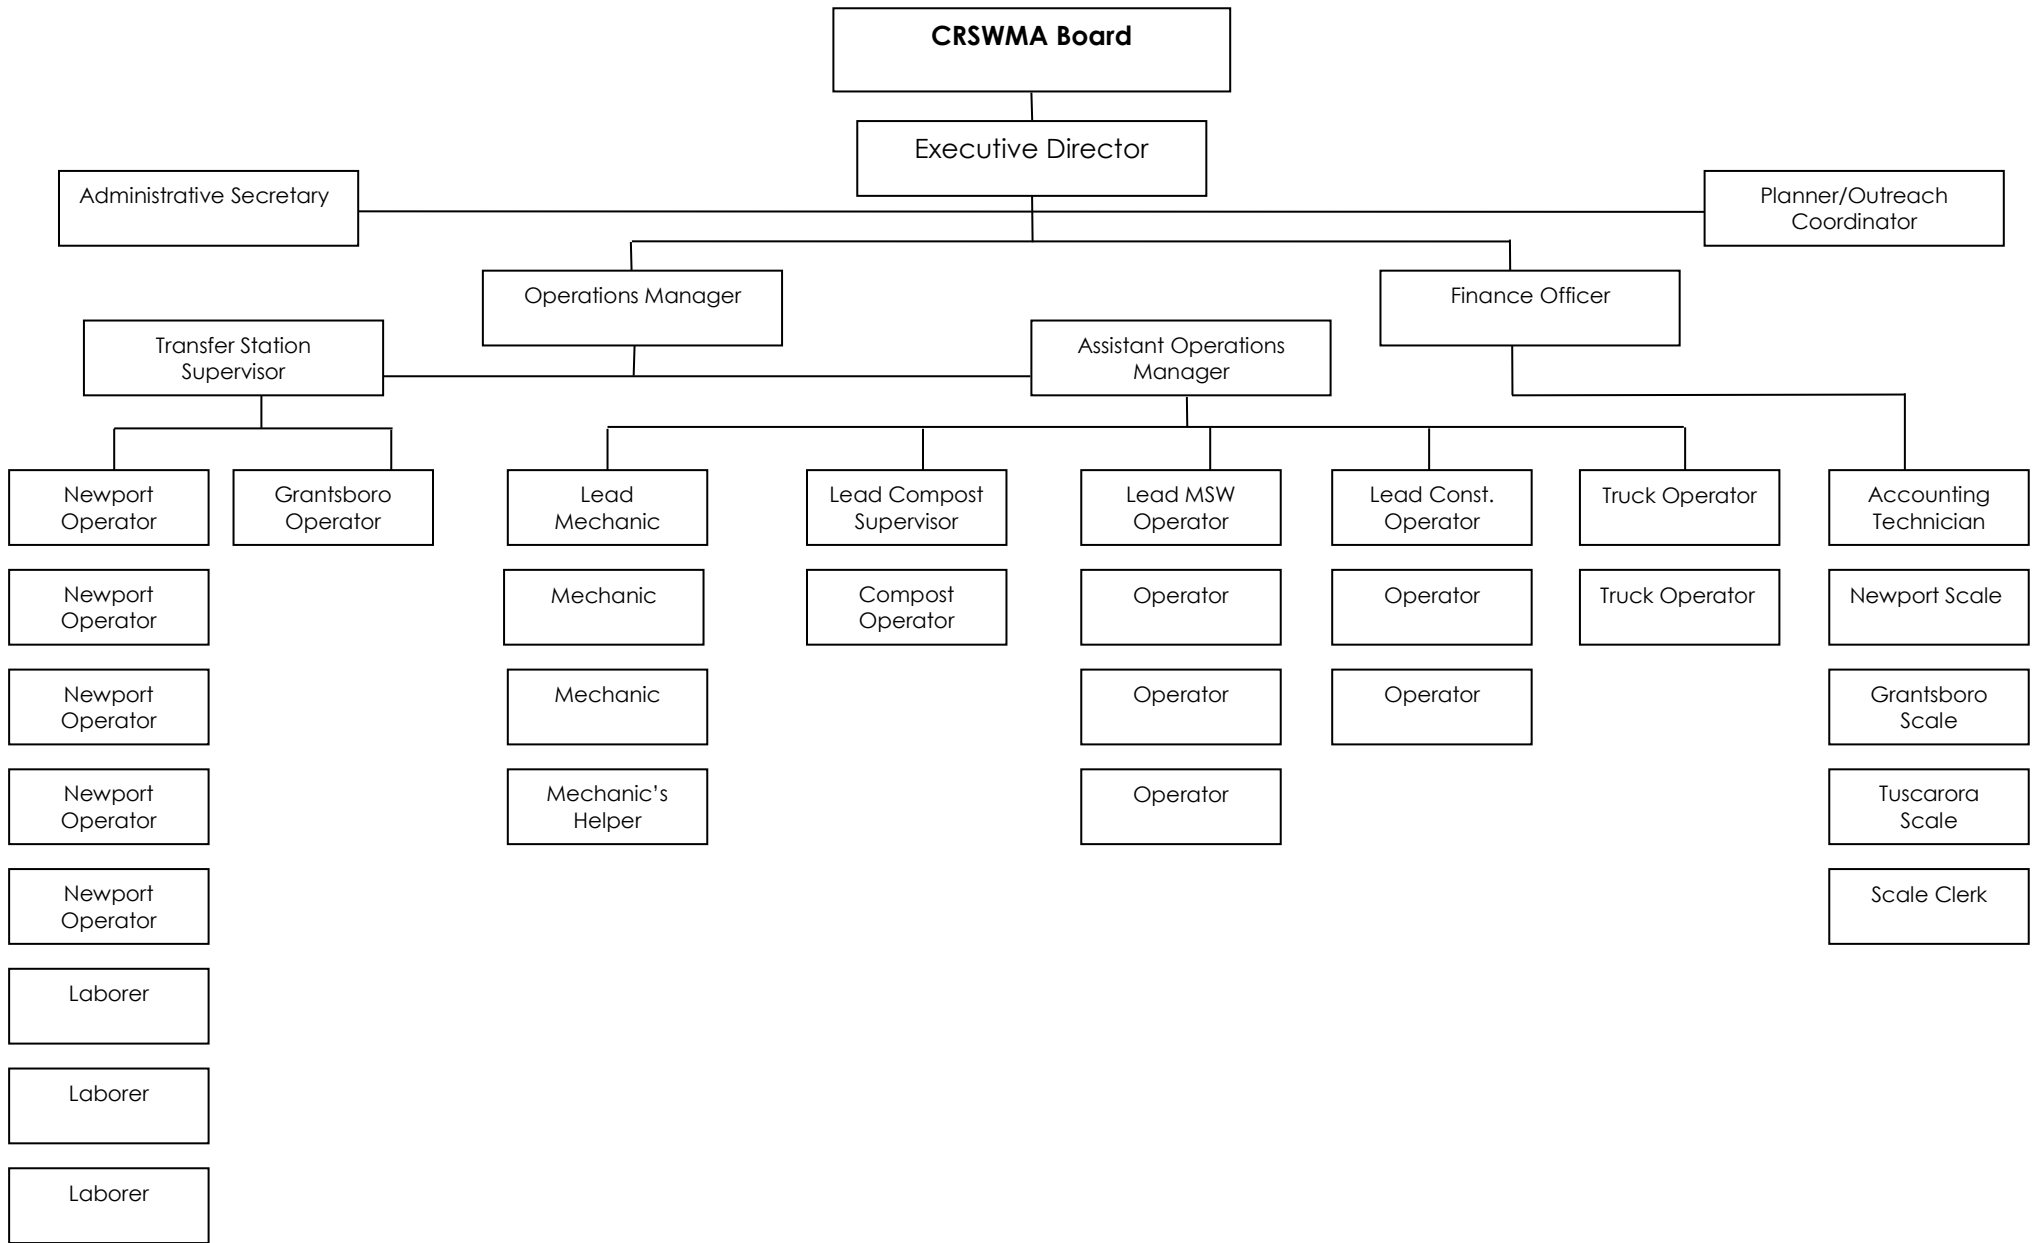 CRSWMA Board
Executive Director
Administrative Secretary
Planner/Outreach
Coordinator
Operations Manager
Finance Officer
Transfer Station
Supervisor
Assistant Operations
Manager
Newport
Operator
Grantsboro
Operator
Lead
Mechanic
Lead Compost
Supervisor
Lead MSW
Operator
Lead Const.
Operator
Truck Operator
Accounting
Technician
Newport
Operator
Mechanic
Compost
Operator
Operator
Operator
Truck Operator
Newport Scale
Newport
Operator
Mechanic
Operator
Operator
Grantsboro
Scale
Newport
Operator
Mechanic’s
Helper
Operator
Tuscarora
Scale
Newport
Operator
Scale Clerk
Laborer
Laborer
Laborer